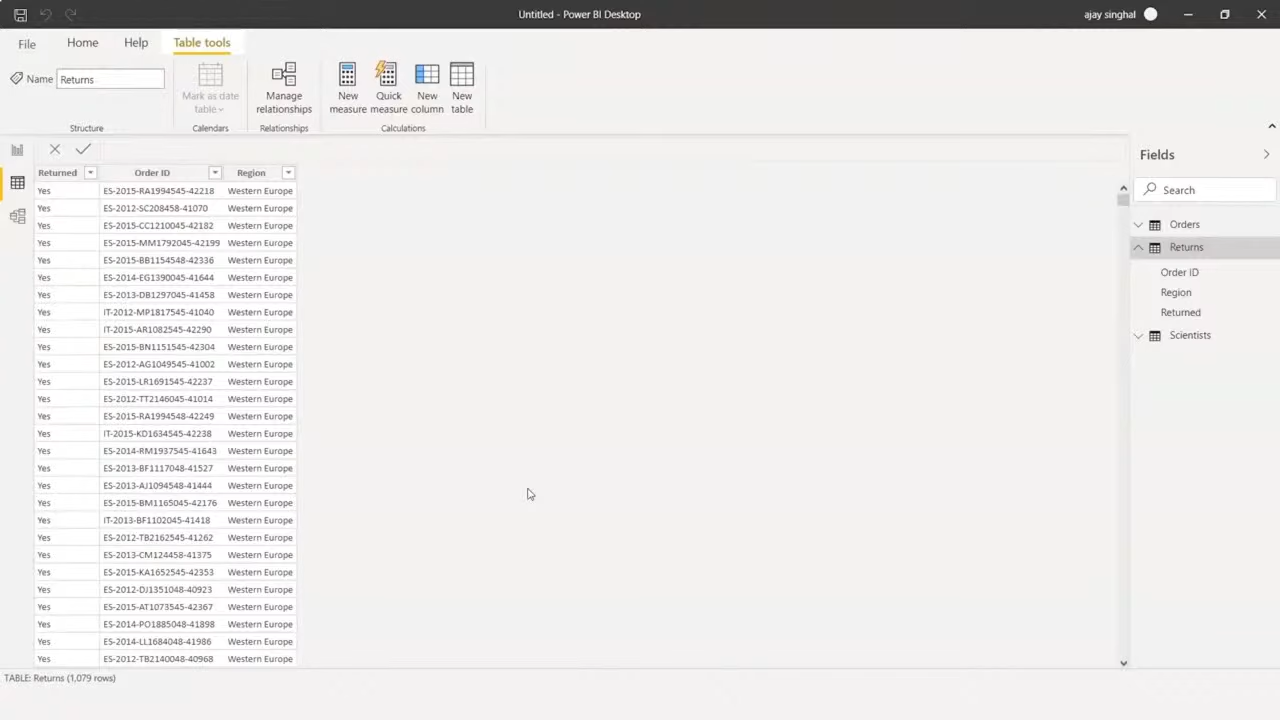 Untitled - Power BI Desktop
ajay singhal
File Home Help Table tools
Name Returns
Mark as date table
New measure
Quick measure
New column
New table
Manage relationships
Structure Calendars Relationships Calculations
Returned Order ID Region
Yes ES-2015-RA1994545-42218 Western Europe
Yes ES-2012-SC208458-41070 Western Europe
Yes ES-2015-CC1210045-42182 Western Europe
Yes ES-2015-MM1792045-42199 Western Europe
Yes ES-2015-BB1154548-42336 Western Europe
Yes ES-2014-EG1390045-41644 Western Europe
Yes ES-2013-DB1297045-41458 Western Europe
Yes IT-2012-MP1817045-41040 Western Europe
Yes IT-2015-AR1082545-42290 Western Europe
Yes ES-2015-BN1151545-42304 Western Europe
Yes ES-2012-AG1049545-41002 Western Europe
Yes ES-2015-LR1691545-42237 Western Europe
Yes ES-2012-TT2146045-41014 Western Europe
Yes ES-2015-RA1994548-42249 Western Europe
Yes IT-2015-KD1634545-42238 Western Europe
Yes ES-2014-RM1937545-41643 Western Europe
Yes ES-2013-BF1117048-41527 Western Europe
Yes ES-2013-AJ1094548-41444 Western Europe
Yes ES-2015-BM1165045-42176 Western Europe
Yes IT-2013-BF1102045-41418 Western Europe
Yes ES-2012-TB2162545-41262 Western Europe
Yes ES-2013-CM124458-41375 Western Europe
Yes ES-2015-KA1652545-42353 Western Europe
Yes ES-2012-DJ1351048-40923 Western Europe
Yes ES-2015-AT1073545-42367 Western Europe
Yes ES-2014-PO1885048-41898 Western Europe
Yes ES-2014-LL1684048-41986 Western Europe
Yes ES-2012-TB2140048-40968 Western Europe
Fields
Search
Orders
Returns
Order ID
Region
Returned
Scientists
TABLE: Returns (1,079 rows)